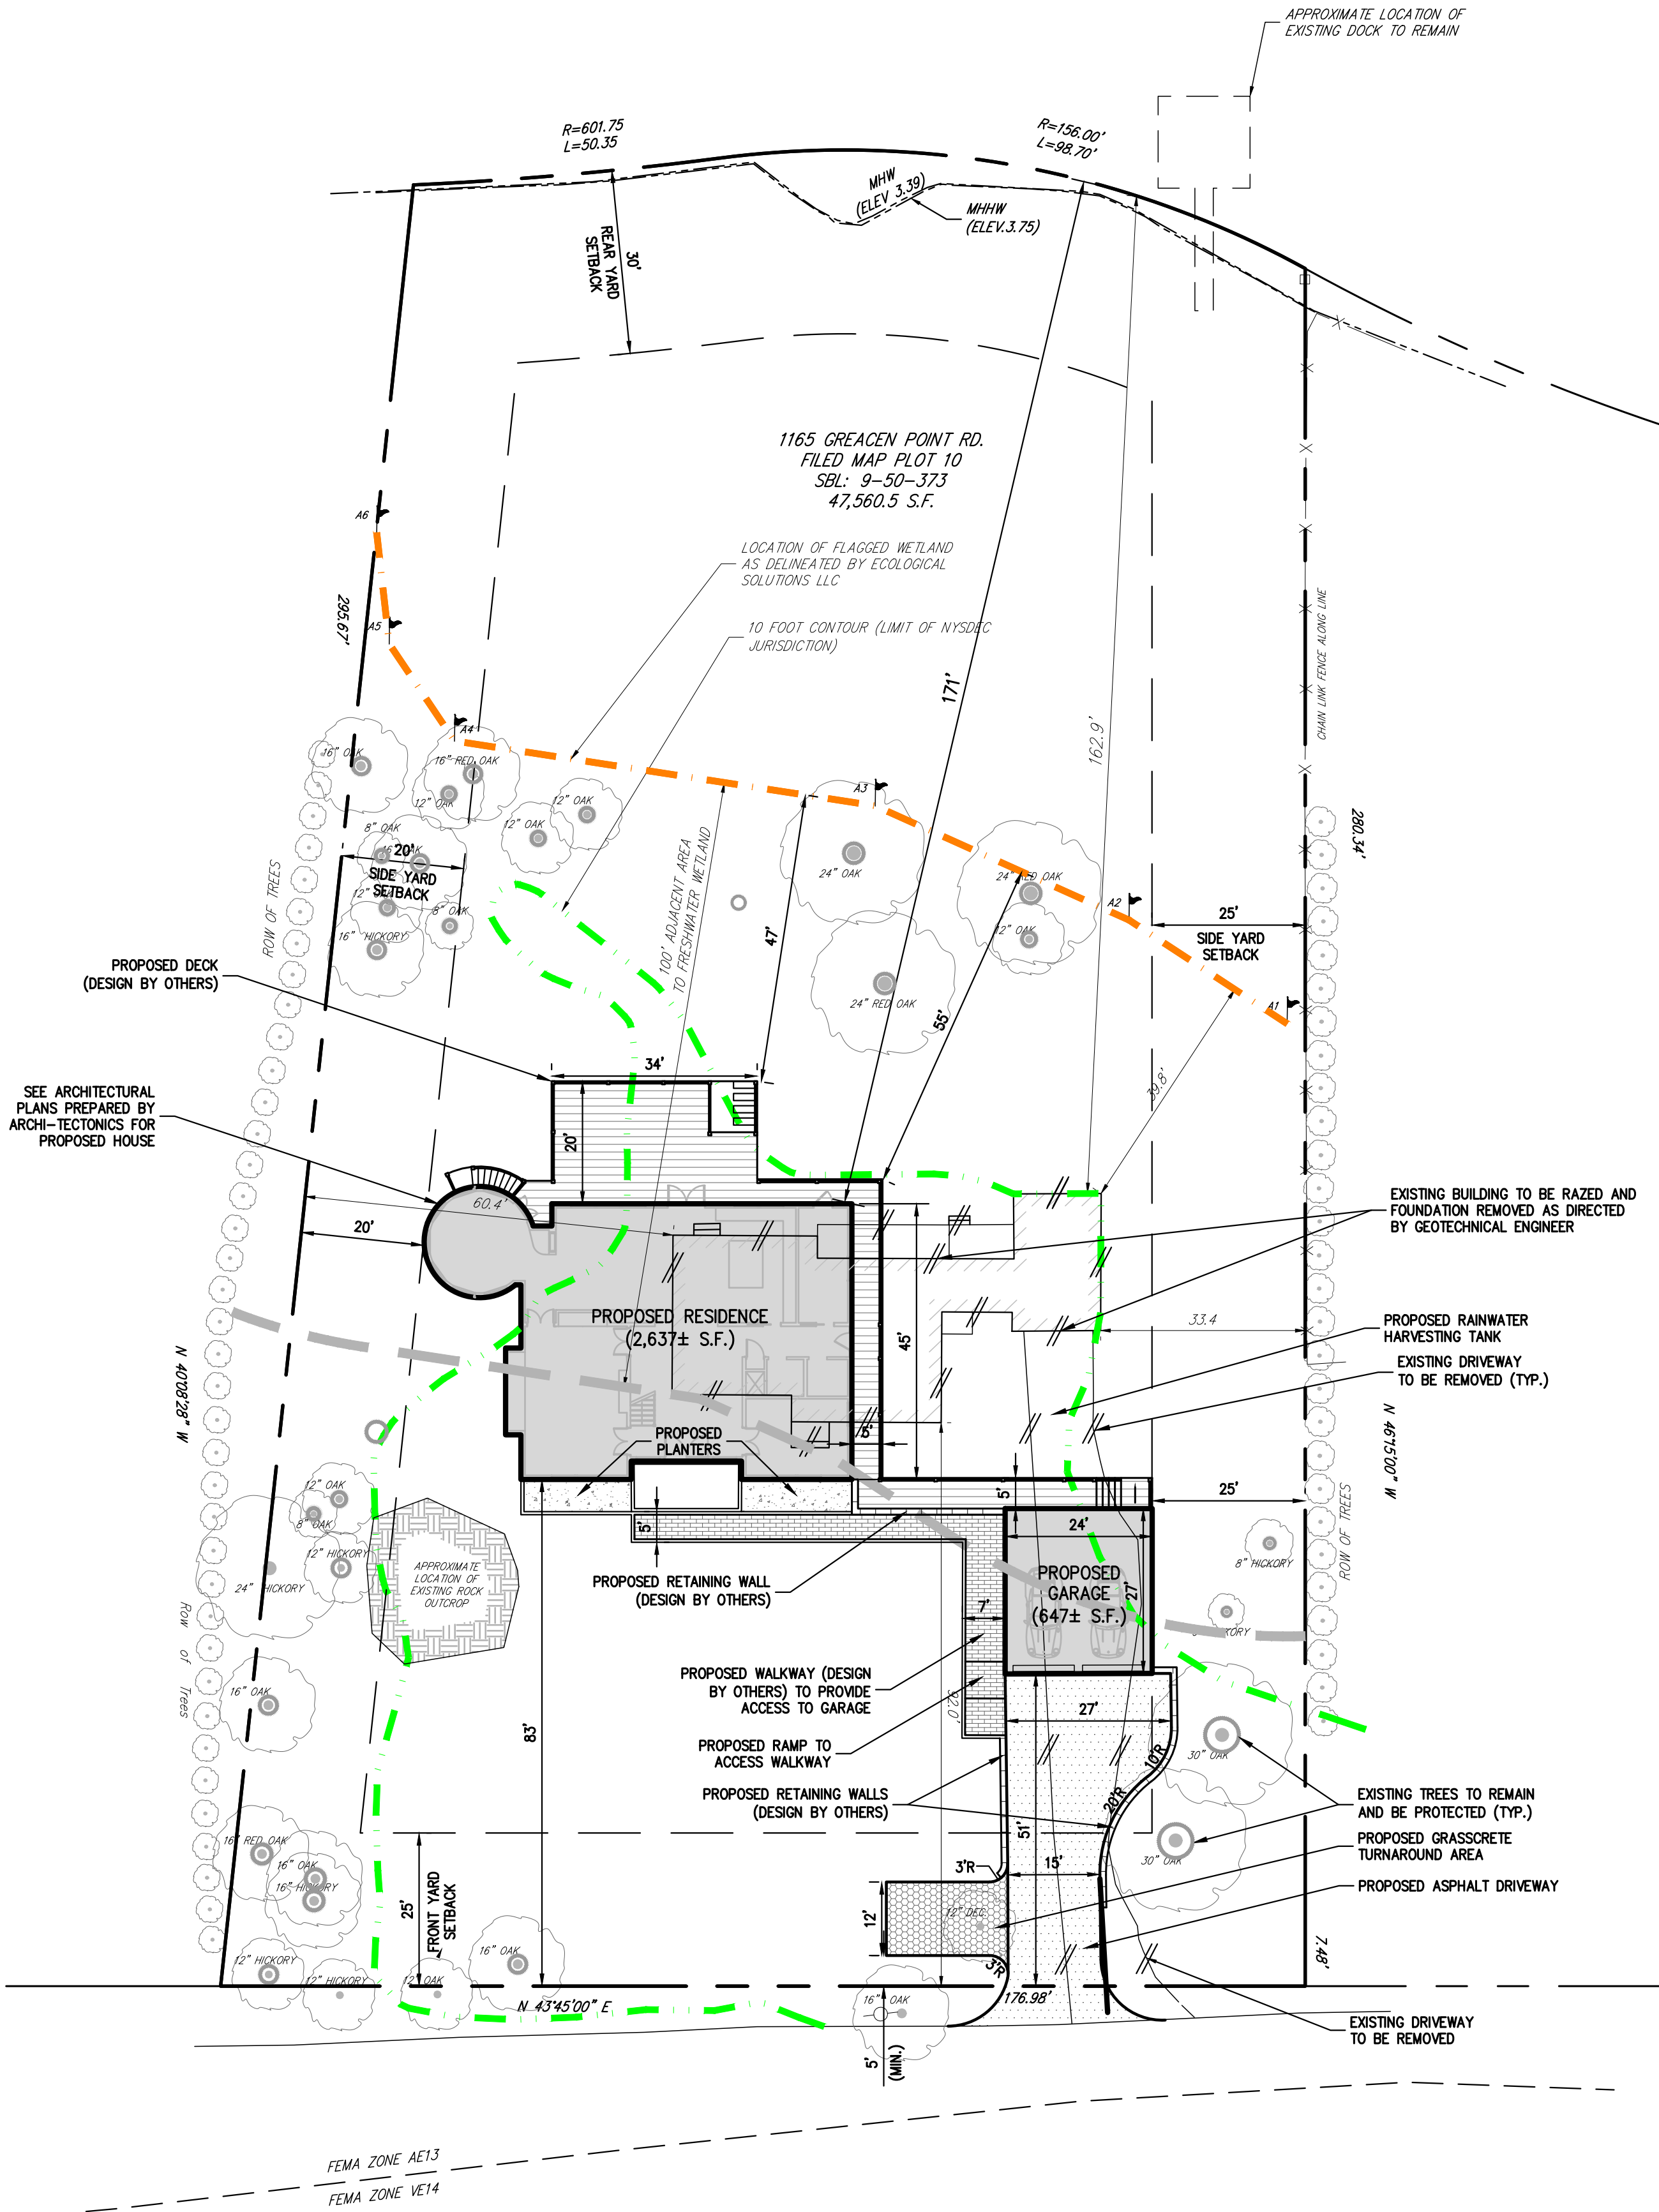 APPROXIMATE LOCATION OF
EXISTING DOCK TO REMAIN
R=601.75
L=50.35
R=156.00'
L=98.70'
MHW
(ELEV 3.39)
MHHW
(ELEV.3.75)
30'
REAR YARD
SETBACK
1165 GREACEN POINT RD.
FILED MAP PLOT 10
SBL: 9-50-373
47,560.5 S.F.
A6
LOCATION OF FLAGGED WETLAND
AS DELINEATED BY ECOLOGICAL
SOLUTIONS LLC
295.67'
A5
10 FOOT CONTOUR (LIMIT OF NYSDEC
JURISDICTION)
CHAIN LINK FENCE ALONG LINE
171'
162.9'
A4
16" OAK
16" RED OAK
12" OAK
12" OAK
12" OAK
A3
280.34'
8" OAK
16" OAK
20'
SIDE YARD
SETBACK
12" OAK
8" OAK
16" HICKORY
ROW OF TREES
100' ADJACENT AREA
TO FRESHWATER WETLAND
47'
24" OAK
24" RED OAK
12" OAK
A2
25'
SIDE YARD
SETBACK
PROPOSED DECK
(DESIGN BY OTHERS)
24" RED OAK
A1
55'
39.8'
34'
20'
SEE ARCHITECTURAL
PLANS PREPARED BY
ARCHI-TECTONICS FOR
PROPOSED HOUSE
60.4'
20'
EXISTING BUILDING TO BE RAZED AND
FOUNDATION REMOVED AS DIRECTED
BY GEOTECHNICAL ENGINEER
PROPOSED RESIDENCE
(2,637± S.F.)
45'
33.4
PROPOSED RAINWATER
HARVESTING TANK
EXISTING DRIVEWAY
TO BE REMOVED (TYP.)
N 40°08'28" W
N 46°15'00" W
PROPOSED
PLANTERS
5'
5'
25'
12" OAK
8" OAK
12" HICKORY
24" HICKORY
APPROXIMATE
LOCATION OF
EXISTING ROCK
OUTCROP
5'
24'
PROPOSED
GARAGE
(647± S.F.)
27'
8" HICKORY
ROW OF TREES
PROPOSED RETAINING WALL
(DESIGN BY OTHERS)
7'
Row of Trees
16" OAK
PROPOSED WALKWAY (DESIGN
BY OTHERS) TO PROVIDE
ACCESS TO GARAGE
92.0'
27'
83'
PROPOSED RAMP TO
ACCESS WALKWAY
10'R
30" OAK
PROPOSED RETAINING WALLS
(DESIGN BY OTHERS)
20'R
51'
EXISTING TREES TO REMAIN
AND BE PROTECTED (TYP.)
16" RED OAK
16" OAK
16" HICKORY
25'
FRONT YARD
SETBACK
3'R
15'
30" OAK
PROPOSED GRASSCRETE
TURNAROUND AREA
PROPOSED ASPHALT DRIVEWAY
12'
12" DEC.
16" OAK
3'R
7.48'
12" HICKORY
12" HICKORY
12" OAK
N 43°45'00" E
16" OAK
176.98'
EXISTING DRIVEWAY
TO BE REMOVED
5'
(MIN.)
FEMA ZONE AE13
FEMA ZONE VE14